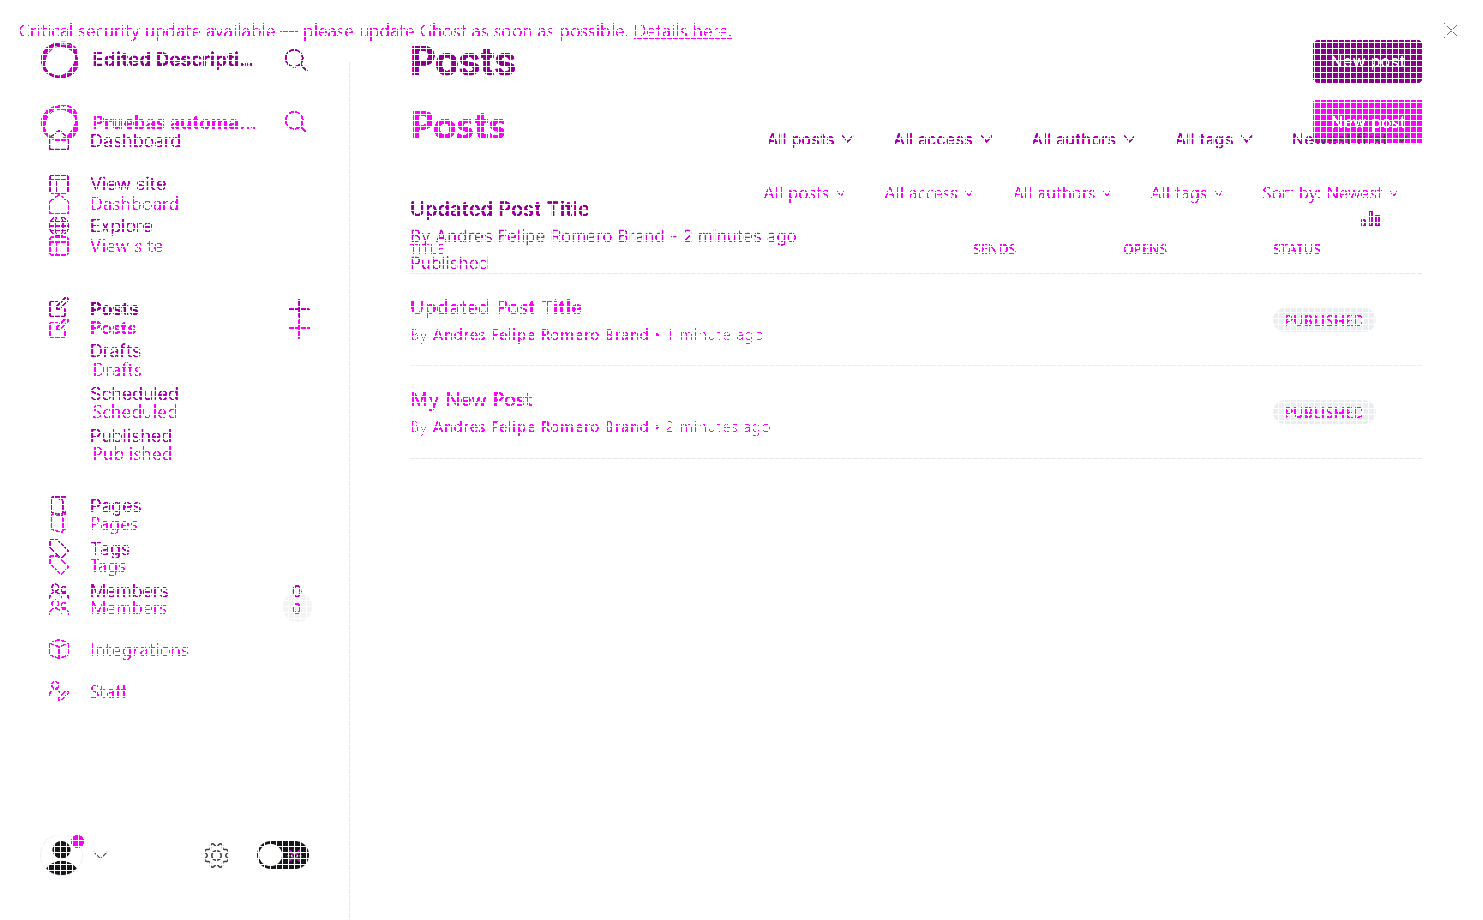 Critical security update available — please update Ghost as soon as possible. Details here.
Edited Descripti...
Posts
New post
Pruebas automa...
Posts
New post
Dashboard
All posts
All access
All authors
All tags
View site
Dashboard
All posts
All access
All authors
All tags
Sort by: Newest
Updated Post Title
Explore
View site
By Andres Felipe Romero Brand - 2 minutes ago
TITLE
SENDS
OPENS
STATUS
Published
Posts
Posts
Updated Post Title
By Andres Felipe Romero Brand • 1 minute ago
PUBLISHED
Drafts
Drafts
Scheduled
Scheduled
My New Post
By Andres Felipe Romero Brand • 2 minutes ago
PUBLISHED
Published
Published
Pages
Pages
Tags
Tags
Members 0
Members 0
Integrations
Staff